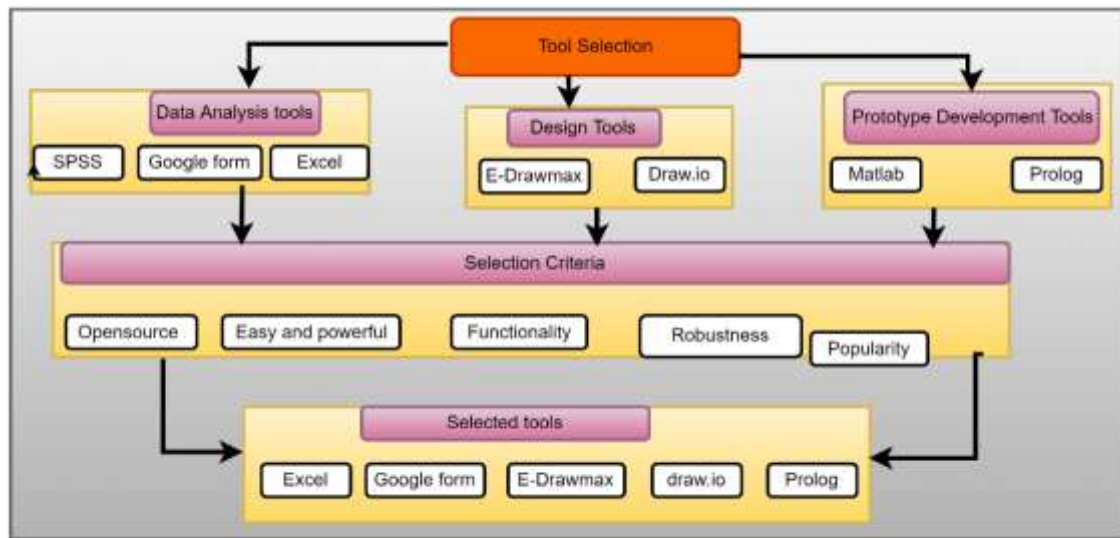 Tool Selection
Data Analysis tools
SPSS
Google form
Excel
Design Tools
E-Drawmax
Draw.io
Prototype Development Tools
Matlab
Prolog
Selection Criteria
Opensource
Easy and powerful
Functionality
Robustness
Popularity
Selected tools
Excel
Google form
E-Drawmax
draw.io
Prolog